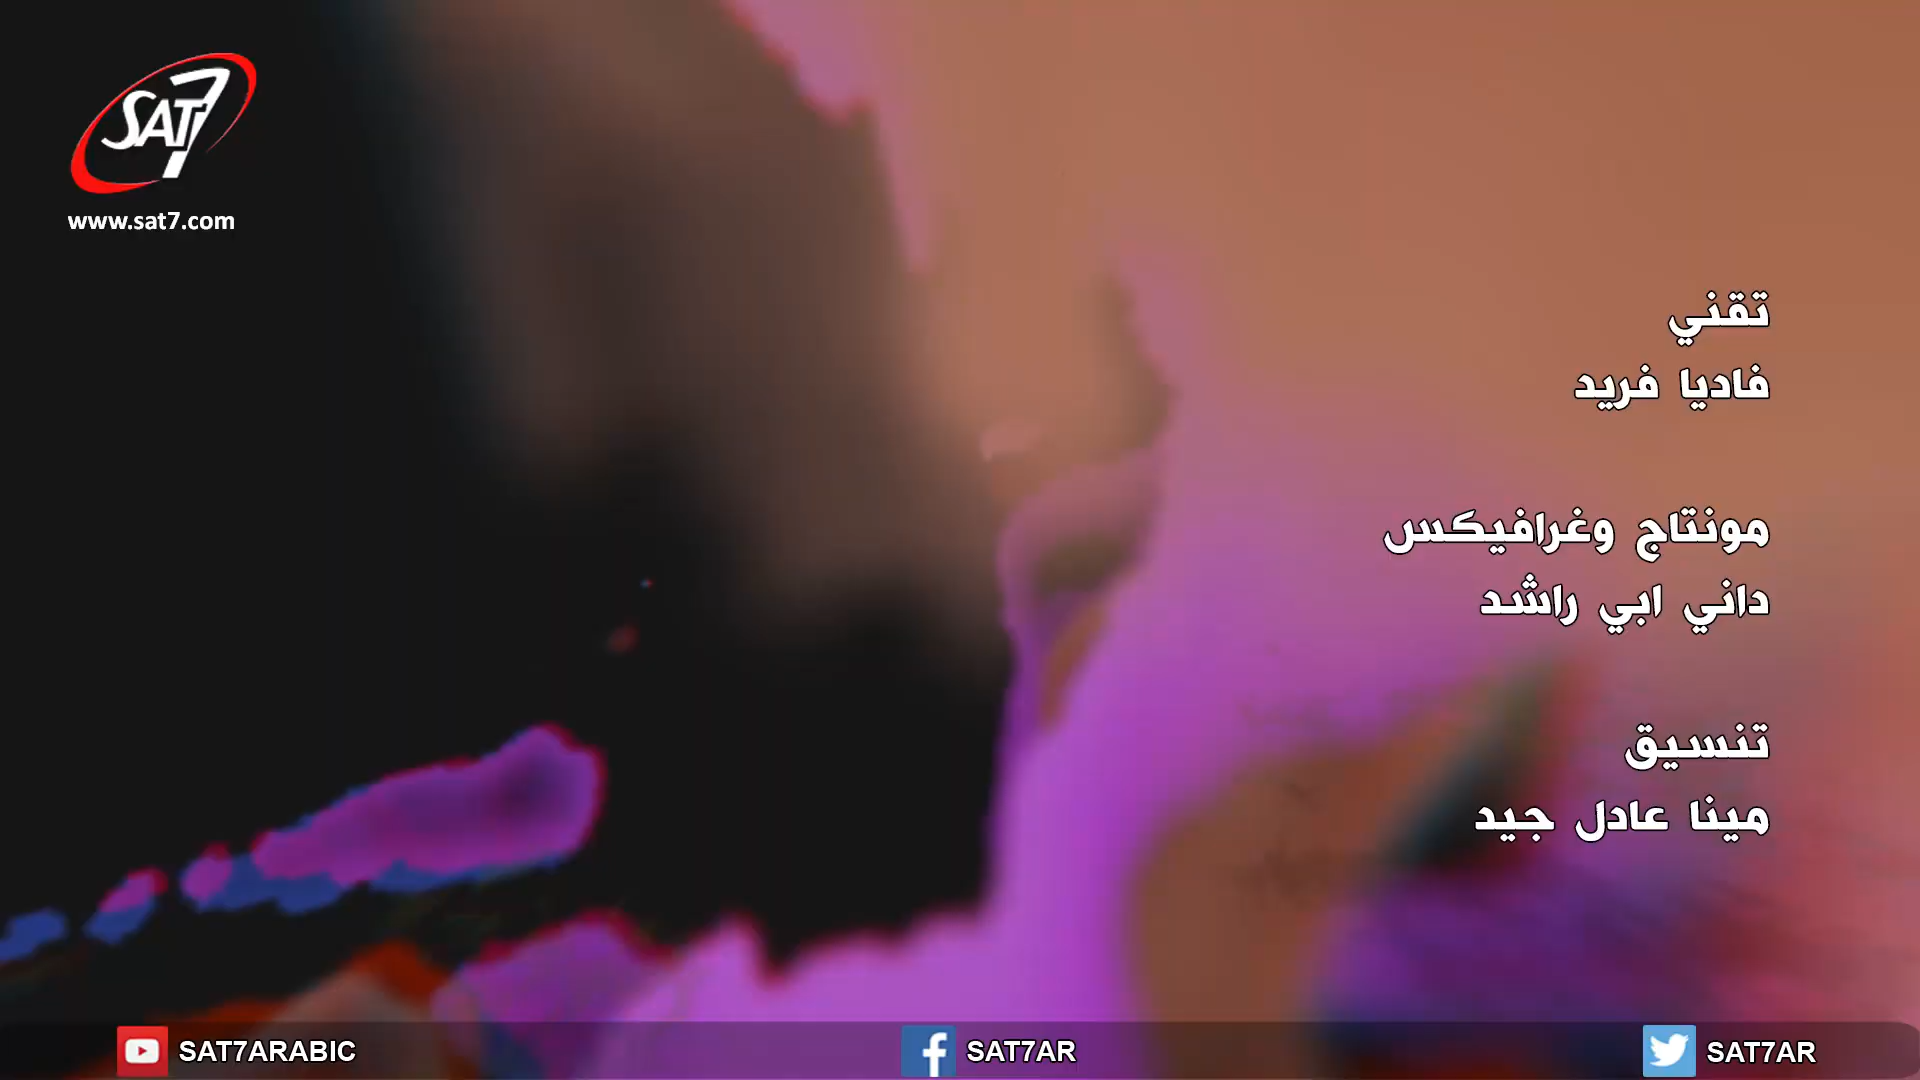 SAT7
www.sat7.com
تقني
فاديا فريد
مونتاج وغرافيكس
داني ابي راشد
تنسيق
مينا عادل جيد
SAT7ARABIC
SAT7AR
SAT7AR